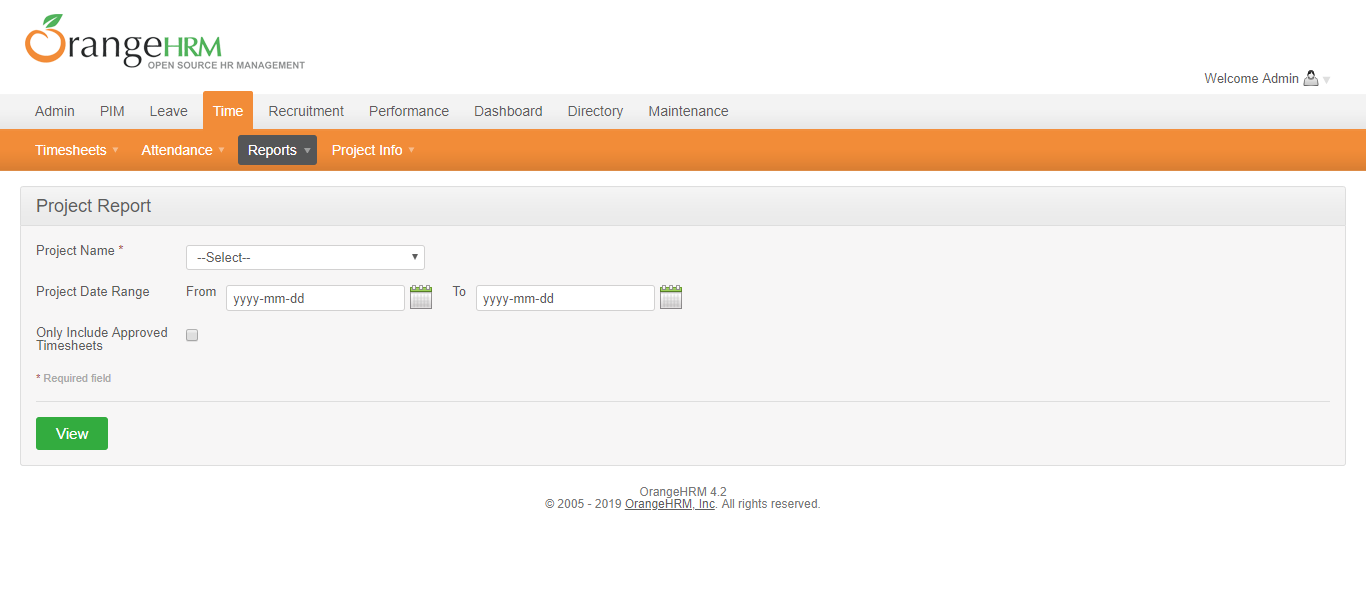 OrangeHRM
OPEN SOURCE HR MANAGEMENT
Welcome Admin
Admin PIM Leave Time Recruitment Performance Dashboard Directory Maintenance
Timesheets Attendance Reports Project Info
Project Report
Project Name *
--Select--
Project Date Range From yyyy-mm-dd To yyyy-mm-dd
Only Include Approved
Timesheets
* Required field
View
OrangeHRM 4.2
© 2005 - 2019 OrangeHRM, Inc. All rights reserved.